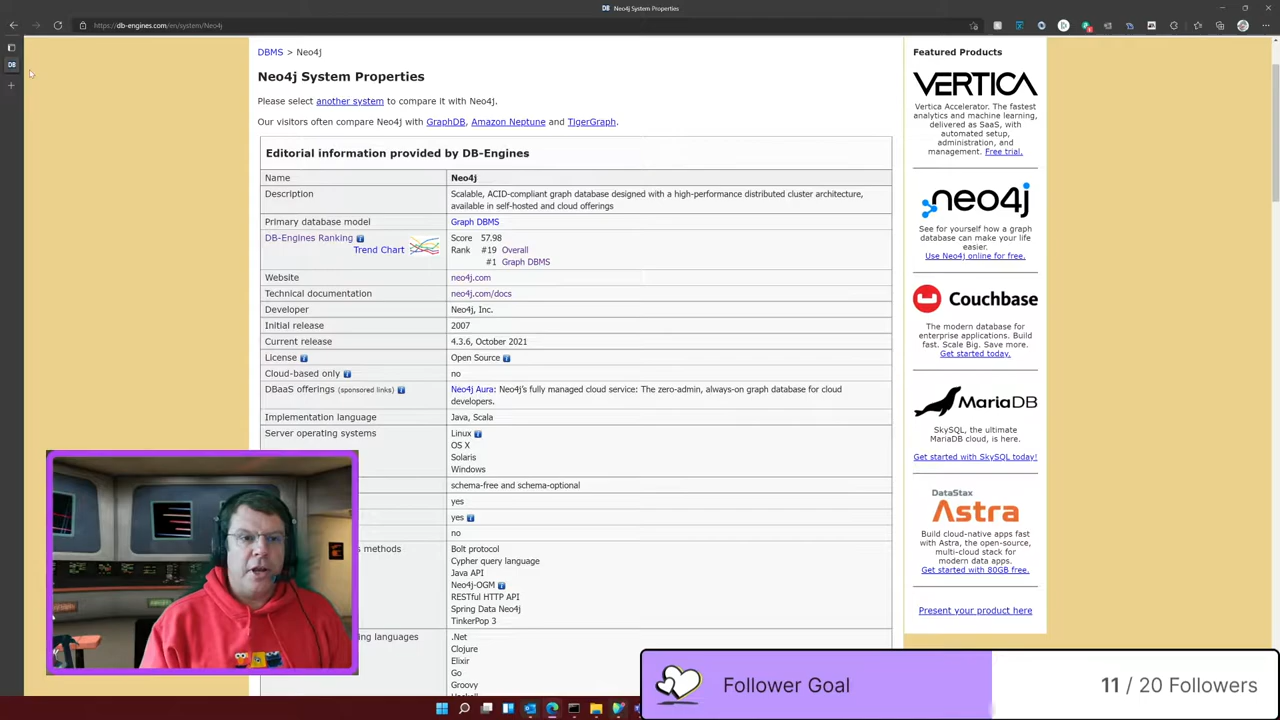 Neo4j System Properties
https://db-engines.com/en/system/Neo4j
DB
DBMS > Neo4j
Neo4j System Properties
Please select another system to compare it with Neo4j.
Our visitors often compare Neo4j with GraphDB, Amazon Neptune and TigerGraph.
Editorial information provided by DB-Engines
Name Neo4j
Description Scalable, ACID-compliant graph database designed with a high-performance distributed cluster architecture,
available in self-hosted and cloud offerings
Primary database model Graph DBMS
DB-Engines Ranking Score 57.98
Trend Chart Rank #19 Overall
#1 Graph DBMS
Website neo4j.com
Technical documentation neo4j.com/docs
Developer Neo4j, Inc.
Initial release 2007
Current release 4.3.6, October 2021
License Open Source
Cloud-based only no
DBaaS offerings (sponsored links) Neo4j Aura: Neo4j's fully managed cloud service: The zero-admin, always-on graph database for cloud
developers.
Implementation language Java, Scala
Server operating systems Linux
OS X
Solaris
Windows
schema-free and schema-optional
yes
yes
no
methods Bolt protocol
Cypher query language
Java API
Neo4j-OGM
RESTful HTTP API
Spring Data Neo4j
TinkerPop 3
languages .Net
Clojure
Elixir
Go
Groovy
Featured Products
VERTICA
Vertica Accelerator. The fastest
analytics and machine learning,
delivered as SaaS, with
automated setup,
administration, and
management. Free trial.
neo4j
See for yourself how a graph
database can make your life
easier.
Use Neo4j online for free.
Couchbase
The modern database for
enterprise applications. Build
fast. Scale Big. Save more.
Get started today.
MariaDB
SkySQL, the ultimate
MariaDB cloud, is here.
Get started with SkySQL today!
DataStax
Astra
Build cloud-native apps fast
with Astra, the open-source,
multi-cloud stack for
modern data apps.
Get started with 80GB free.
Present your product here
Follower Goal 11 / 20 Followers